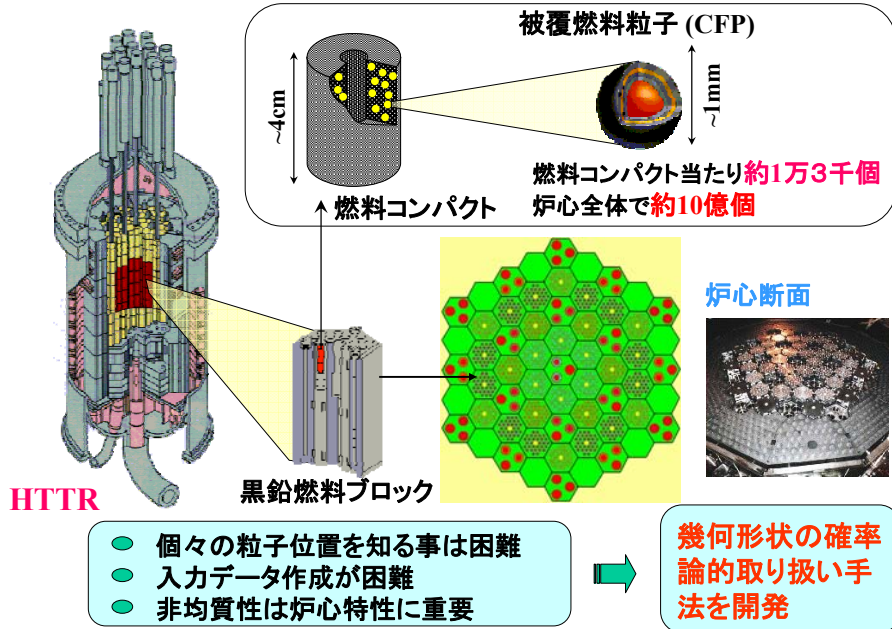 被覆燃料粒子 (CFP)
~4cm
~1mm
燃料コンパクト当たり約1万3千個
炉心全体で約10億個
燃料コンパクト
炉心断面
黒鉛燃料ブロック
HTTR
個々の粒子位置を知る事は困難
入力データ作成が困難
非均質性は炉心特性に重要
幾何形状の確率
論的取り扱い手
法を開発